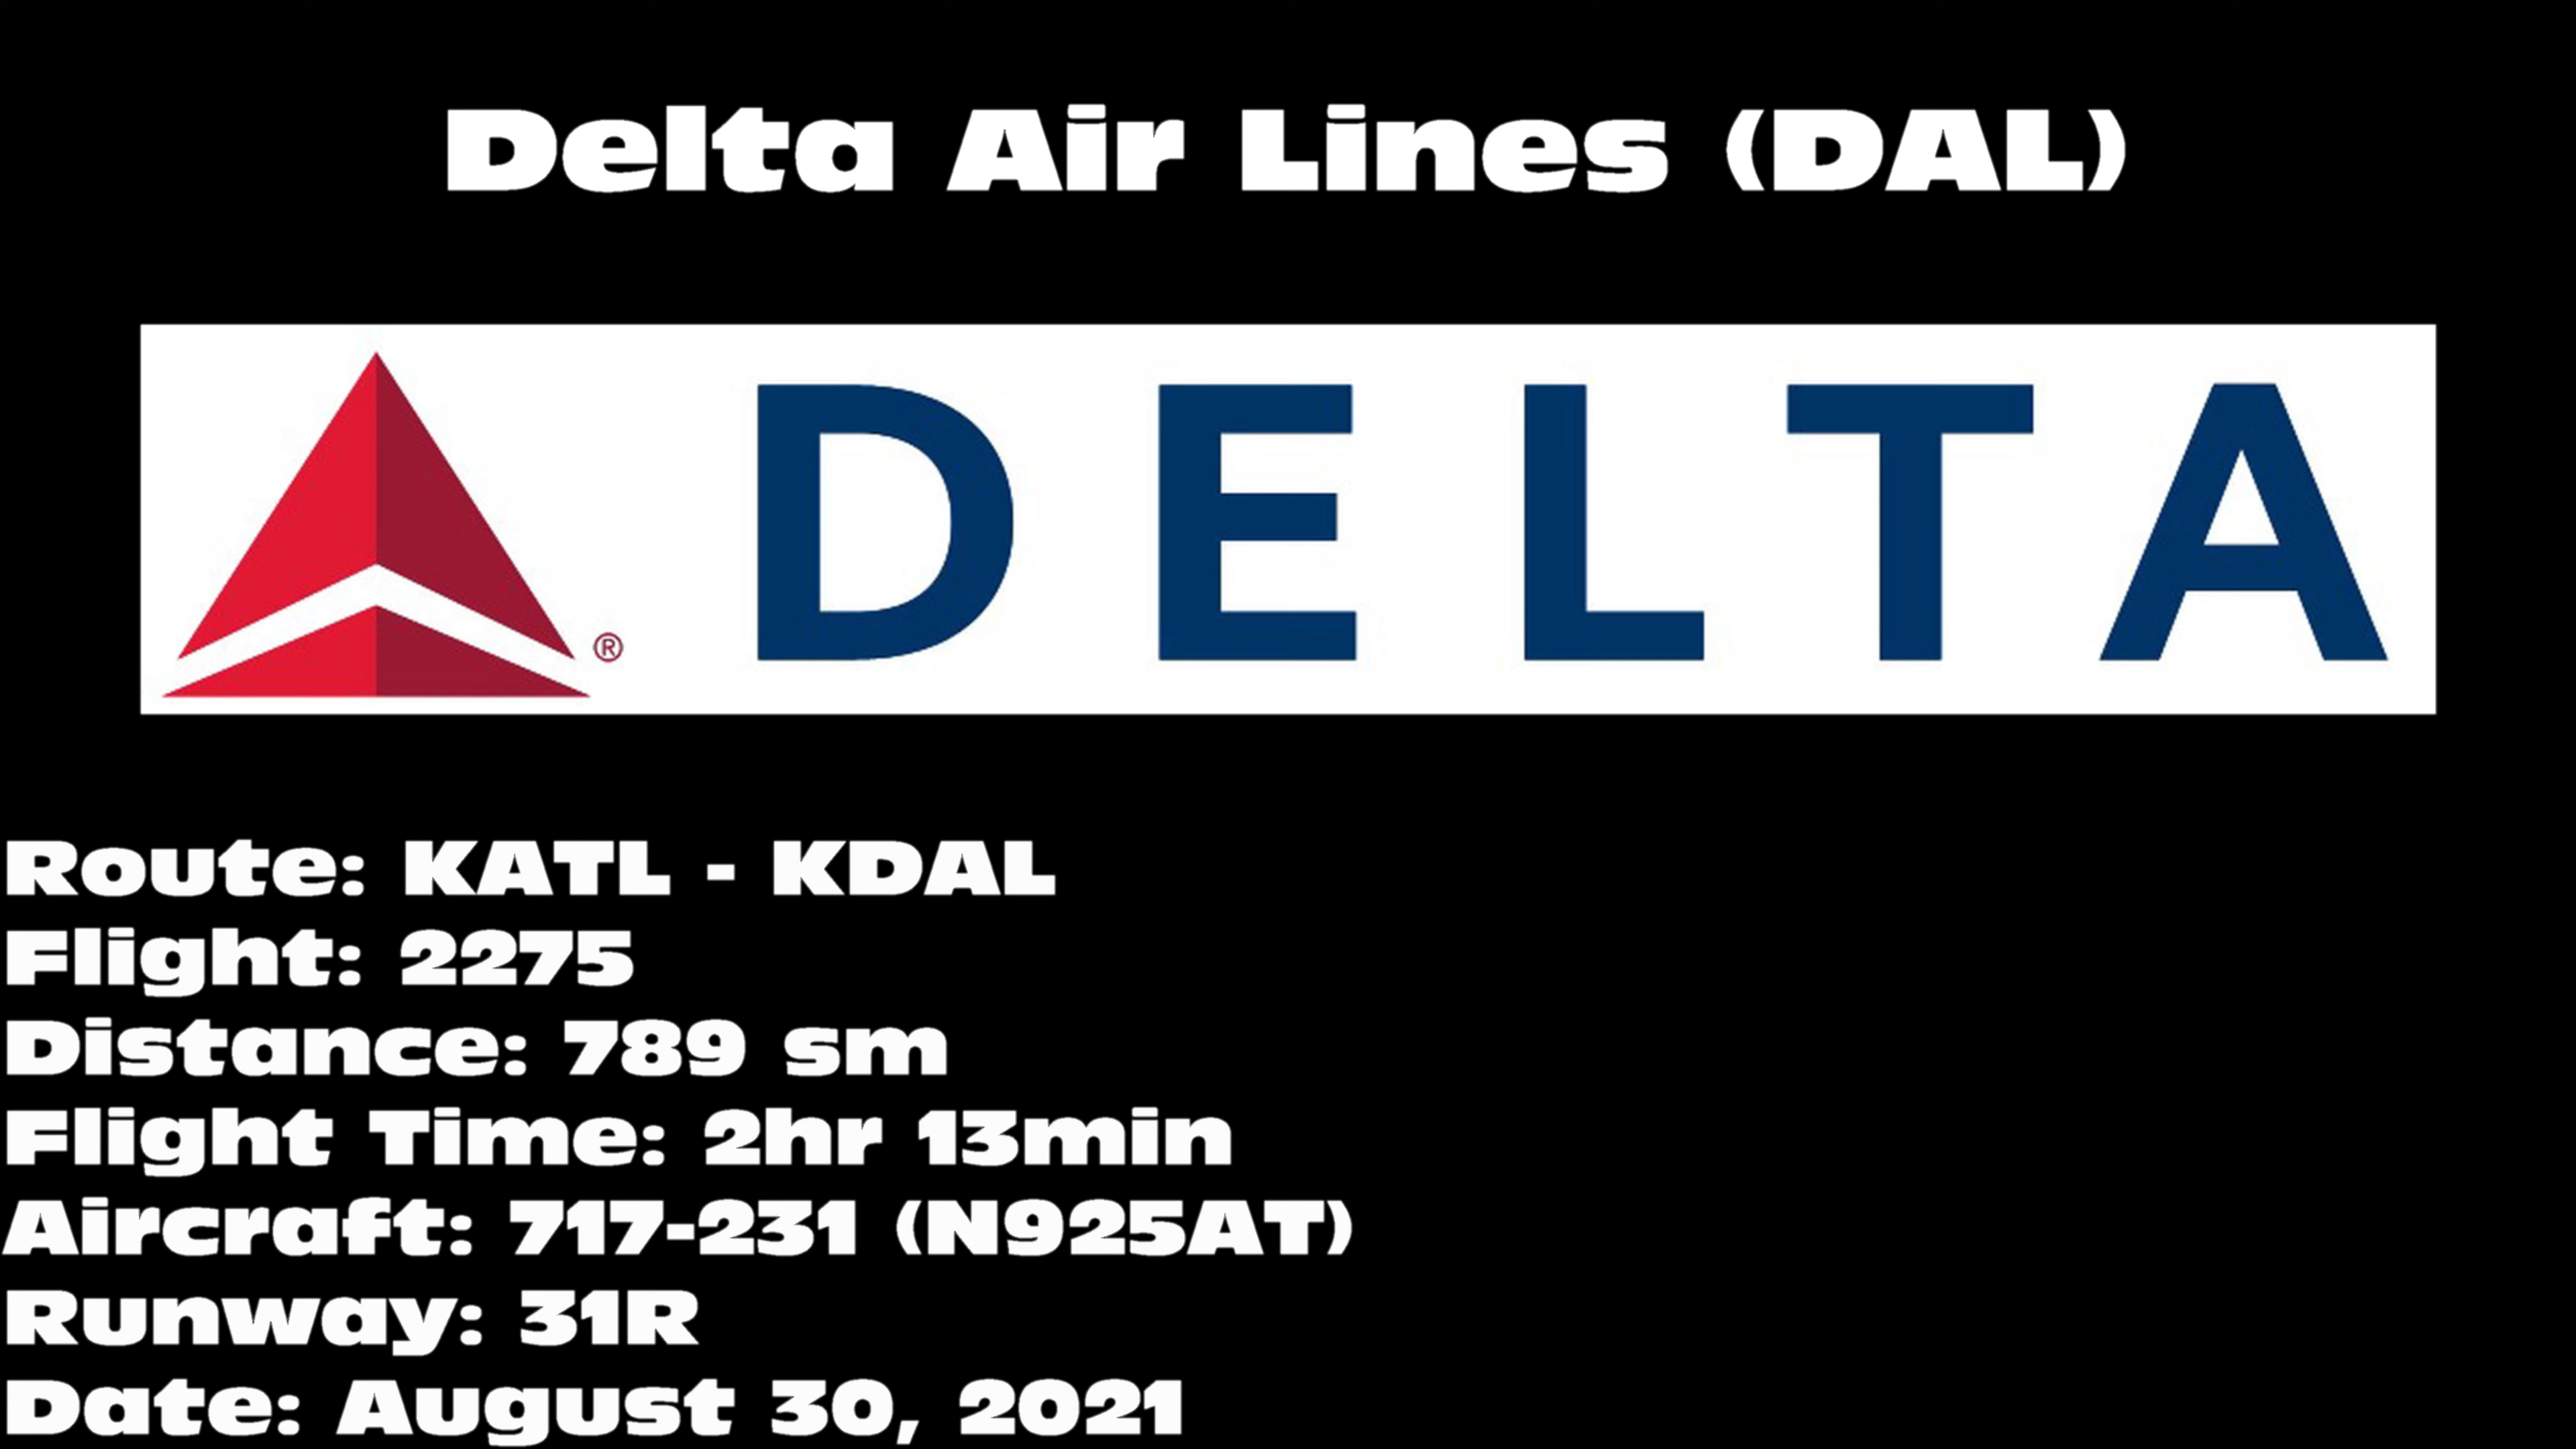 Delta Air Lines (DAL)
® DELTA
Route: KATL - KDAL
Flight: 2275
Distance: 789 sm
Flight Time: 2hr 13min
Aircraft: 717-231 (N925AT)
Runway: 31R
Date: August 30, 2021